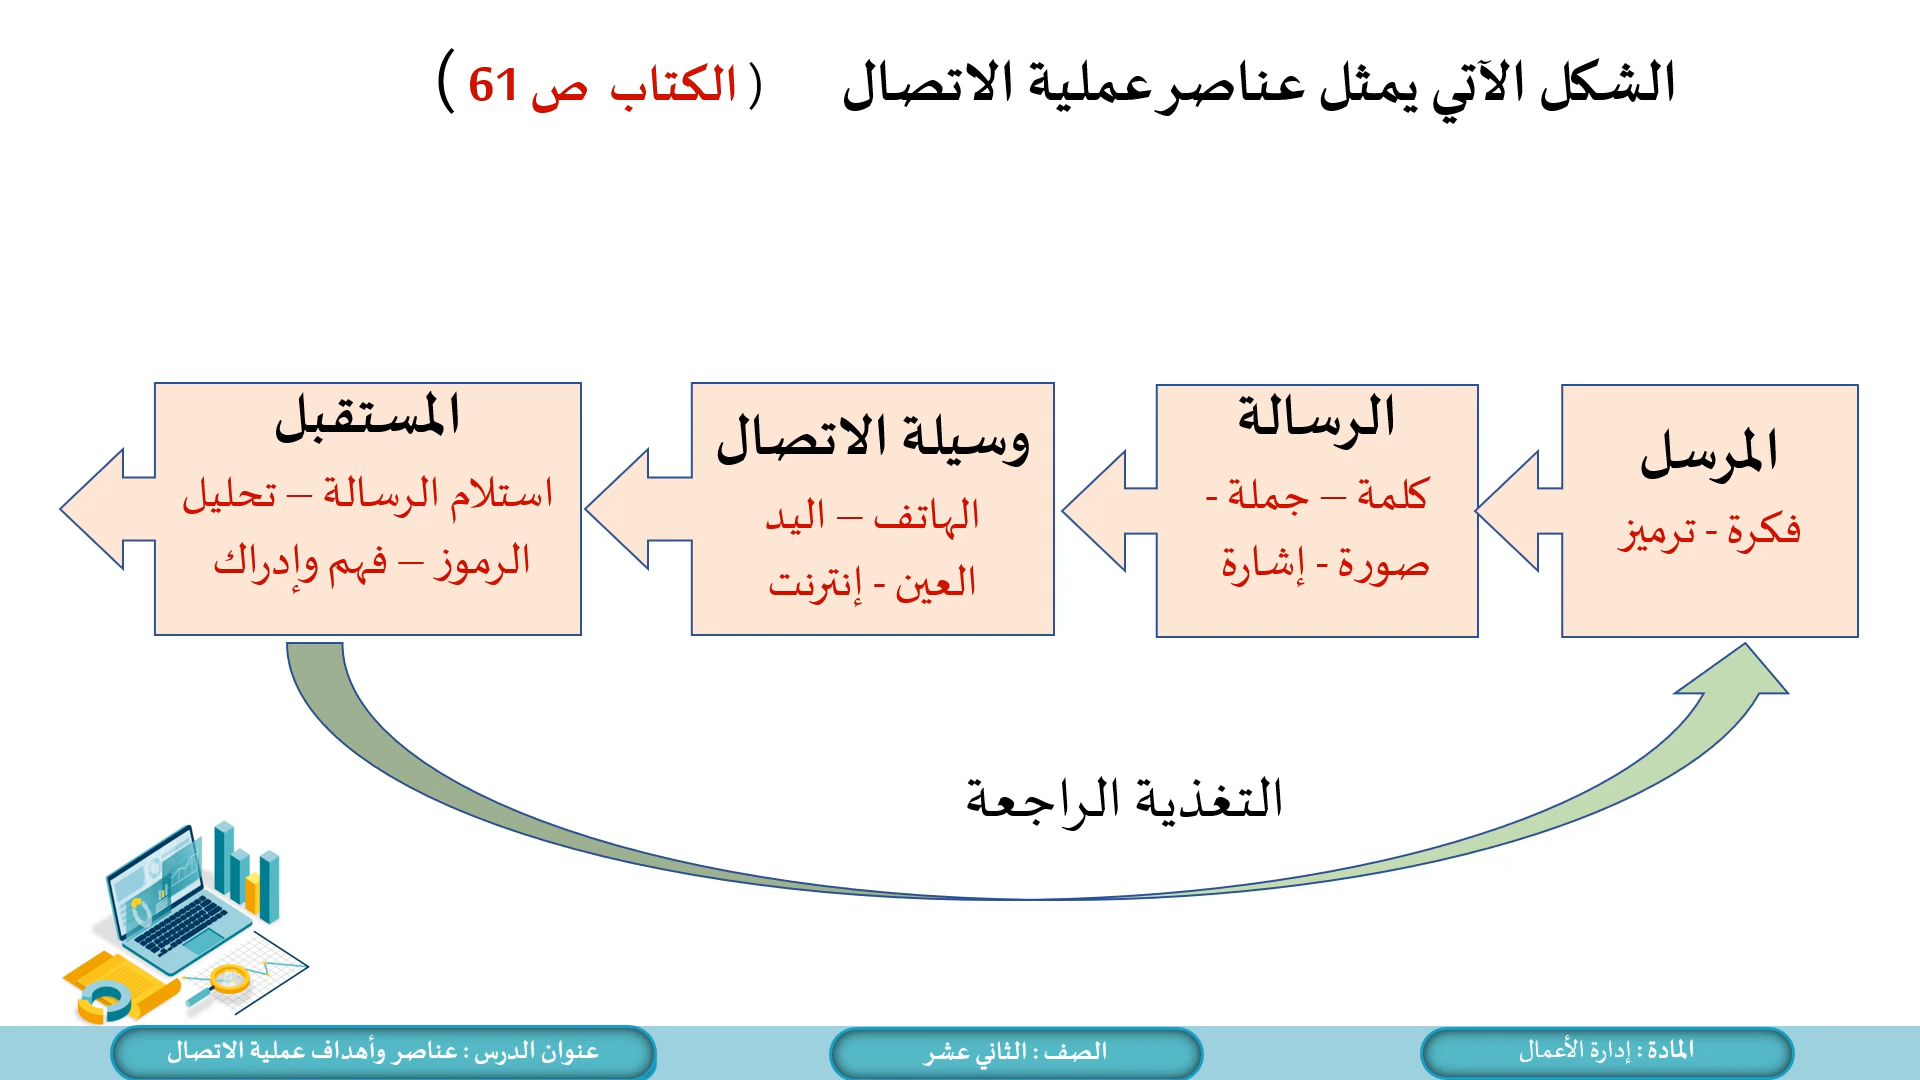 الشكل الآتي يمثل عناصر عملية الاتصال ( الكتاب ص 61 )
المرسل
فكرة - ترميز
الرسالة
كلمة – جملة -
صورة - إشارة
وسيلة الاتصال
الهاتف – اليد
العين - إنترنت
المستقبل
استلام الرسالة – تحليل
الرموز – فهم وإدراك
التغذية الراجعة
المادة : إدارة الأعمال
الصف : الثاني عشر
عنوان الدرس : عناصر وأهداف عملية الاتصال